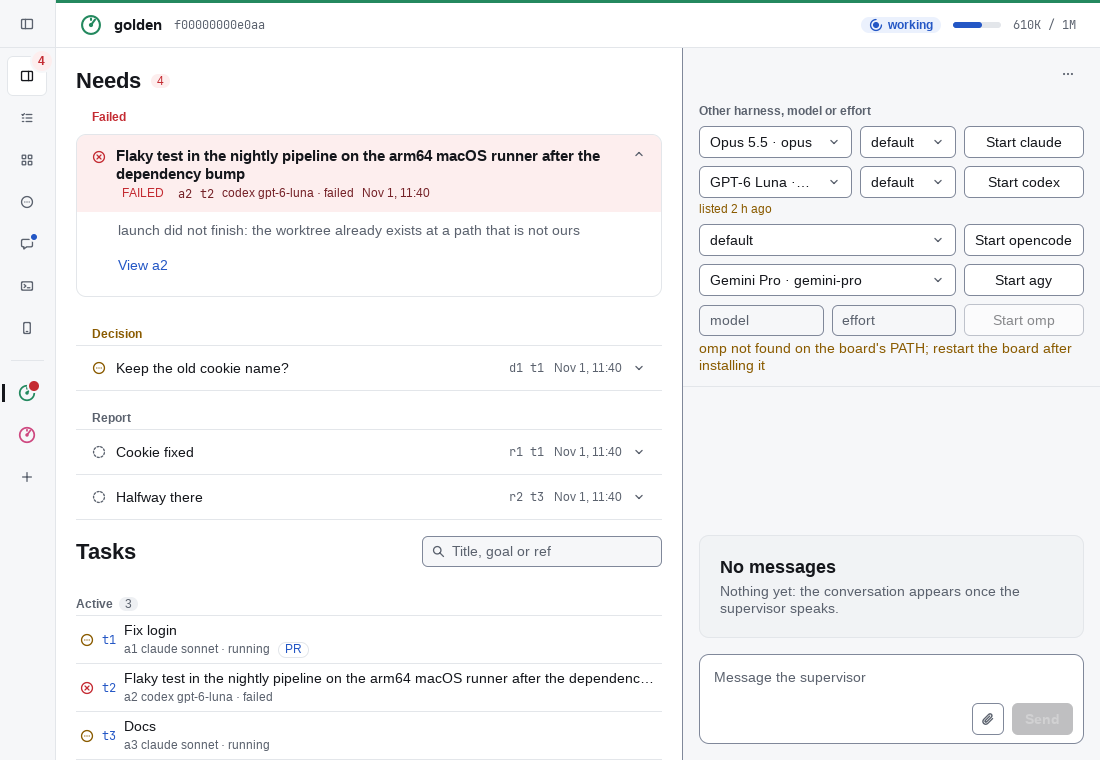 golden f00000000e0aa
working 610K / 1M
4
Needs 4
Failed
Flaky test in the nightly pipeline on the arm64 macOS runner after the
dependency bump
FAILED a2 t2 codex gpt-6-luna · failed Nov 1, 11:40
launch did not finish: the worktree already exists at a path that is not ours
View a2
Decision
Keep the old cookie name? d1 t1 Nov 1, 11:40
Report
Cookie fixed r1 t1 Nov 1, 11:40
Halfway there r2 t3 Nov 1, 11:40
Tasks
Title, goal or ref
Active 3
t1 Fix login
a1 claude sonnet · running PR
t2 Flaky test in the nightly pipeline on the arm64 macOS runner after the dependenc…
a2 codex gpt-6-luna · failed
t3 Docs
a3 claude sonnet · running
Other harness, model or effort
Opus 5.5 · opus default Start claude
GPT-6 Luna ·… default Start codex
listed 2 h ago
default Start opencode
Gemini Pro · gemini-pro Start agy
model effort Start omp
omp not found on the board's PATH; restart the board after
installing it
No messages
Nothing yet: the conversation appears once the
supervisor speaks.
Message the supervisor
Send